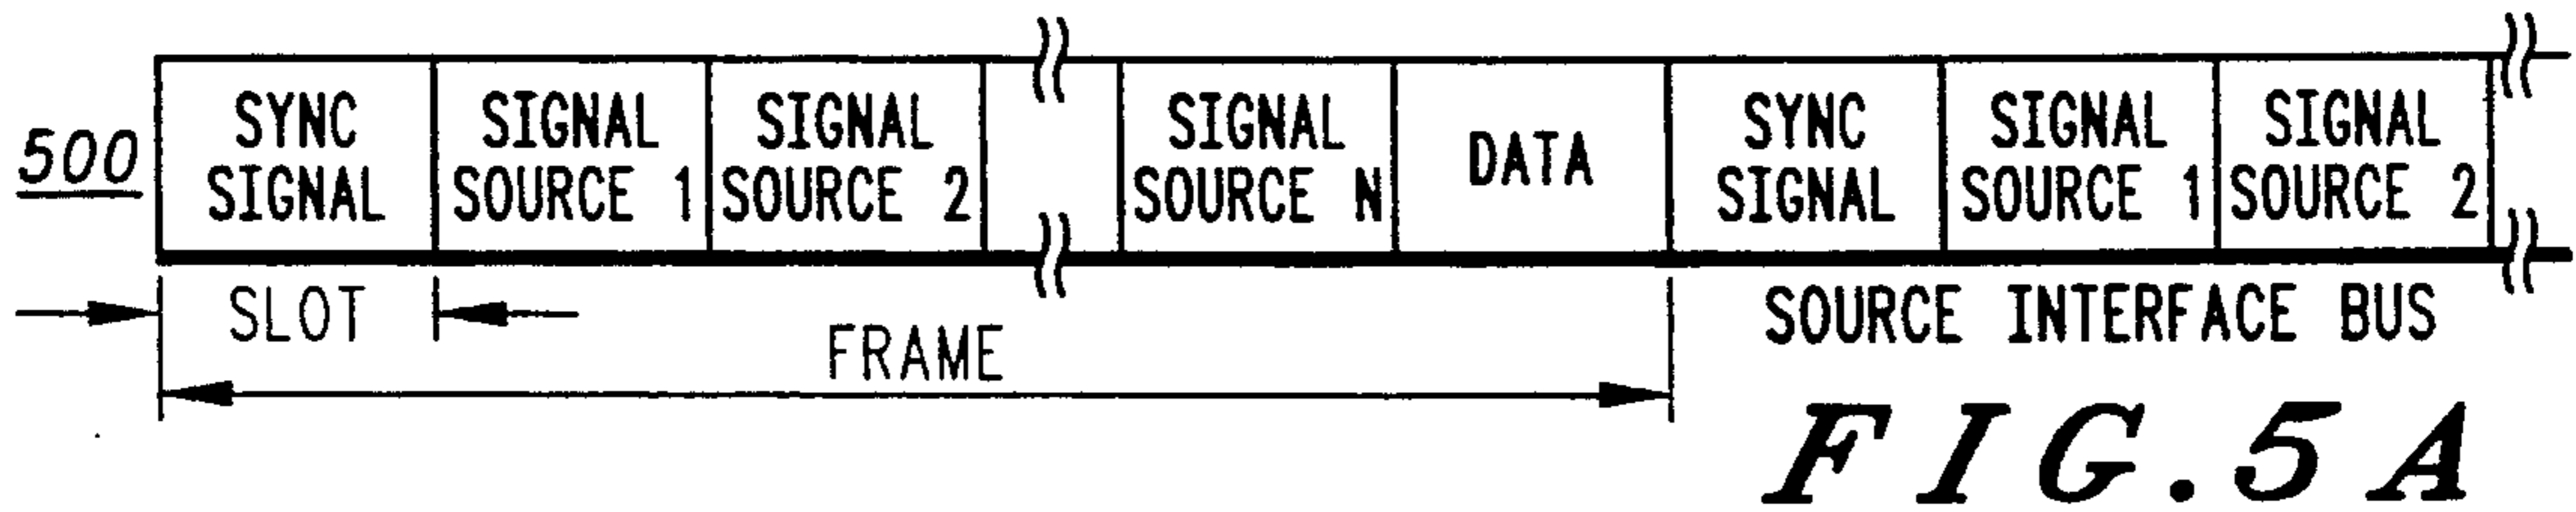 500
SYNC
SIGNAL
SIGNAL
SOURCE 1
SIGNAL
SOURCE 2
SIGNAL
SOURCE N
DATA
SYNC
SIGNAL
SIGNAL
SOURCE 1
SIGNAL
SOURCE 2
SLOT
FRAME
SOURCE INTERFACE BUS
FIG. 5A